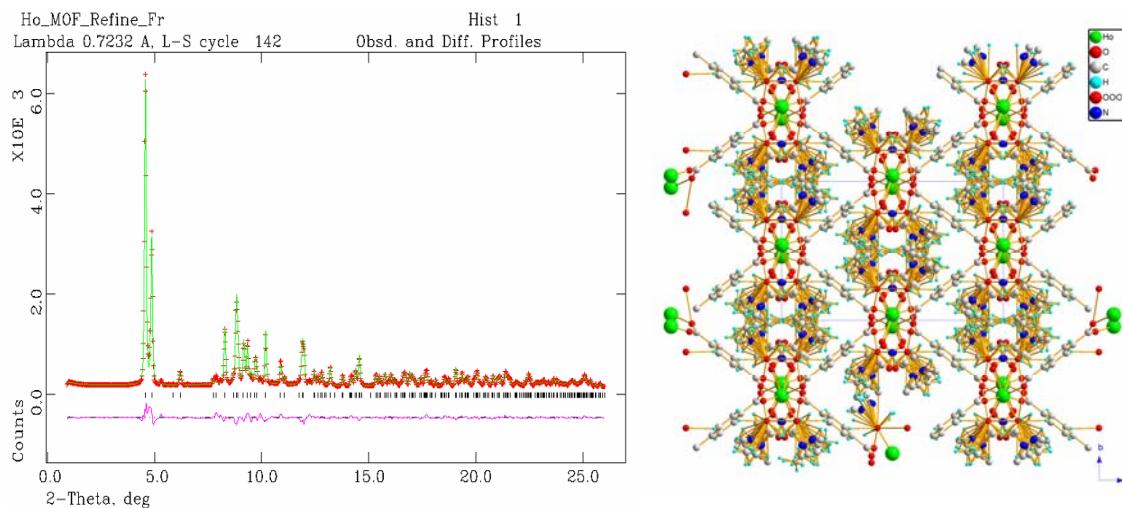 Ho_MOF_Refine_Fr Hist 1
Lambda 0.7232 A, L-S cycle 142 Obsd. and Diff. Profiles
X10E 3
6.0
4.0
2.0
0.0
Counts
0.0 5.0 10.0 15.0 20.0 25.0
2-Theta, deg
Ho
O
C
H
OOO
N
b